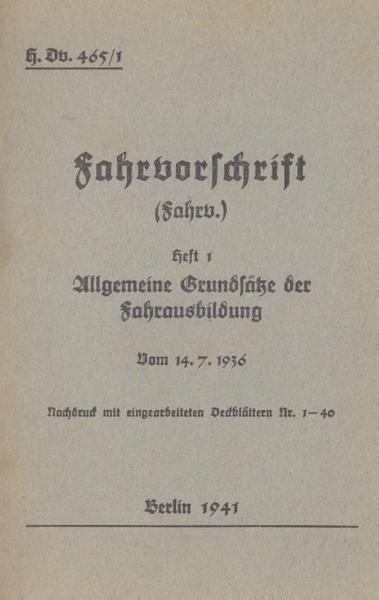 H. Dv. 465/1
Fahrvorschrift
(Fahrv.)
Heft 1
Allgemeine Grundsätze der
Fahrausbildung
Vom 14. 7. 1936
Nachdruck mit eingearbeiteten Deckblättern Nr. 1—40
Berlin 1941